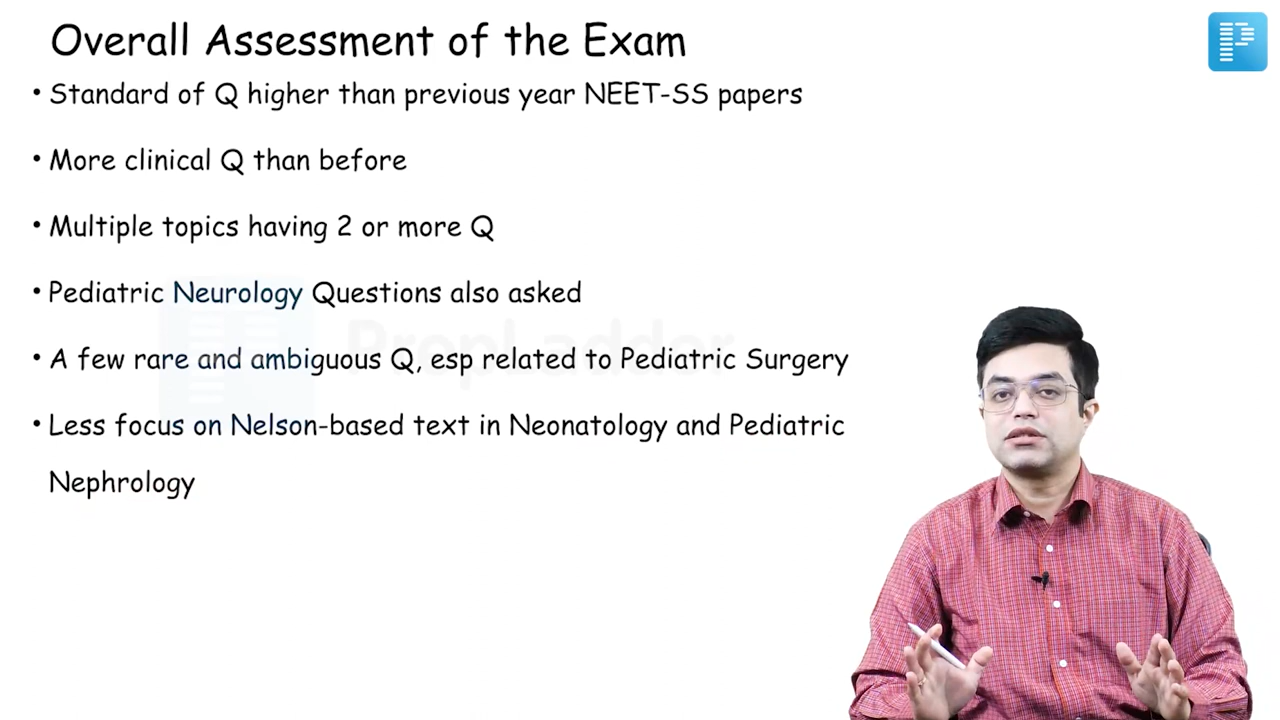 Overall Assessment of the Exam
• Standard of Q higher than previous year NEET-SS papers
• More clinical Q than before
• Multiple topics having 2 or more Q
• Pediatric Neurology Questions also asked
• A few rare and ambiguous Q, esp related to Pediatric Surgery
• Less focus on Nelson-based text in Neonatology and Pediatric
Nephrology
PrepLadder